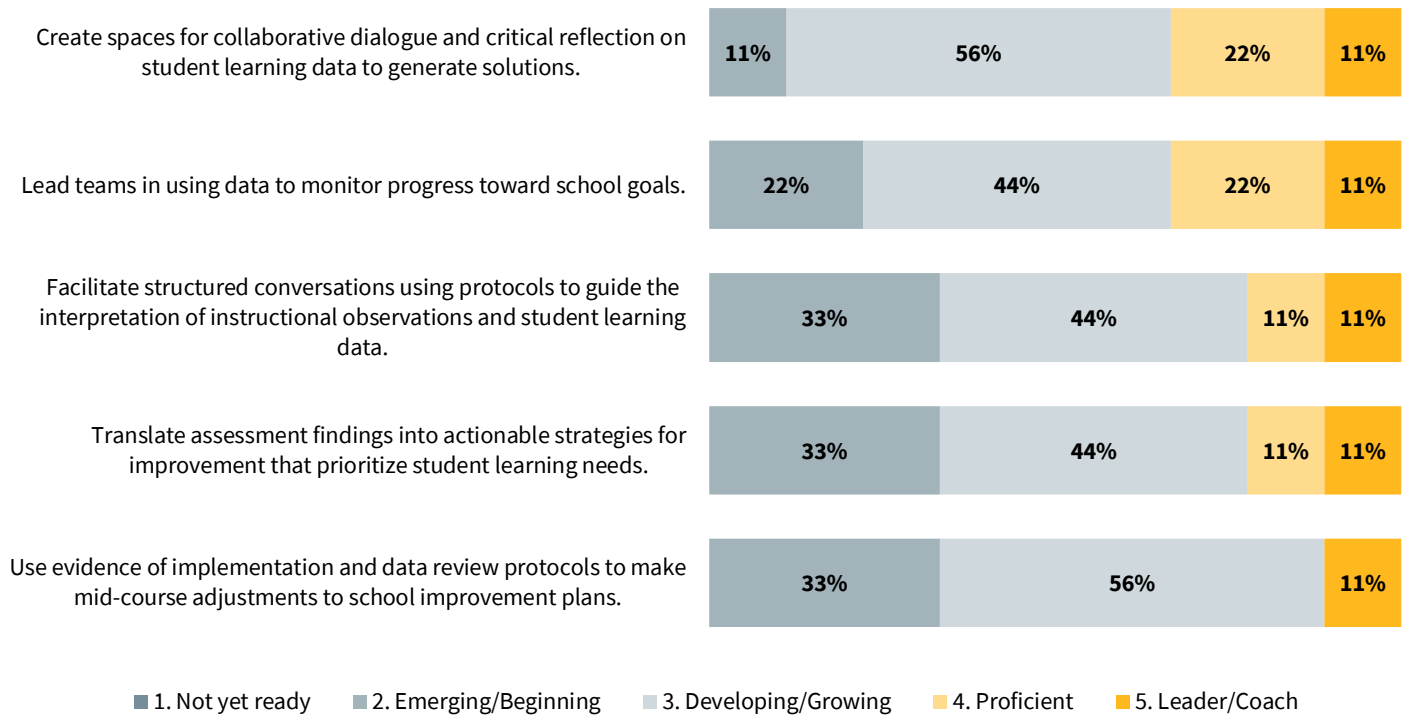 Create spaces for collaborative dialogue and critical reflection on
student learning data to generate solutions.
11% 56% 22% 11%
Lead teams in using data to monitor progress toward school goals.
22% 44% 22% 11%
Facilitate structured conversations using protocols to guide the
interpretation of instructional observations and student learning
data.
33% 44% 11% 11%
Translate assessment findings into actionable strategies for
improvement that prioritize student learning needs.
33% 44% 11% 11%
Use evidence of implementation and data review protocols to make
mid-course adjustments to school improvement plans.
33% 56% 11%
1. Not yet ready 2. Emerging/Beginning 3. Developing/Growing 4. Proficient 5. Leader/Coach